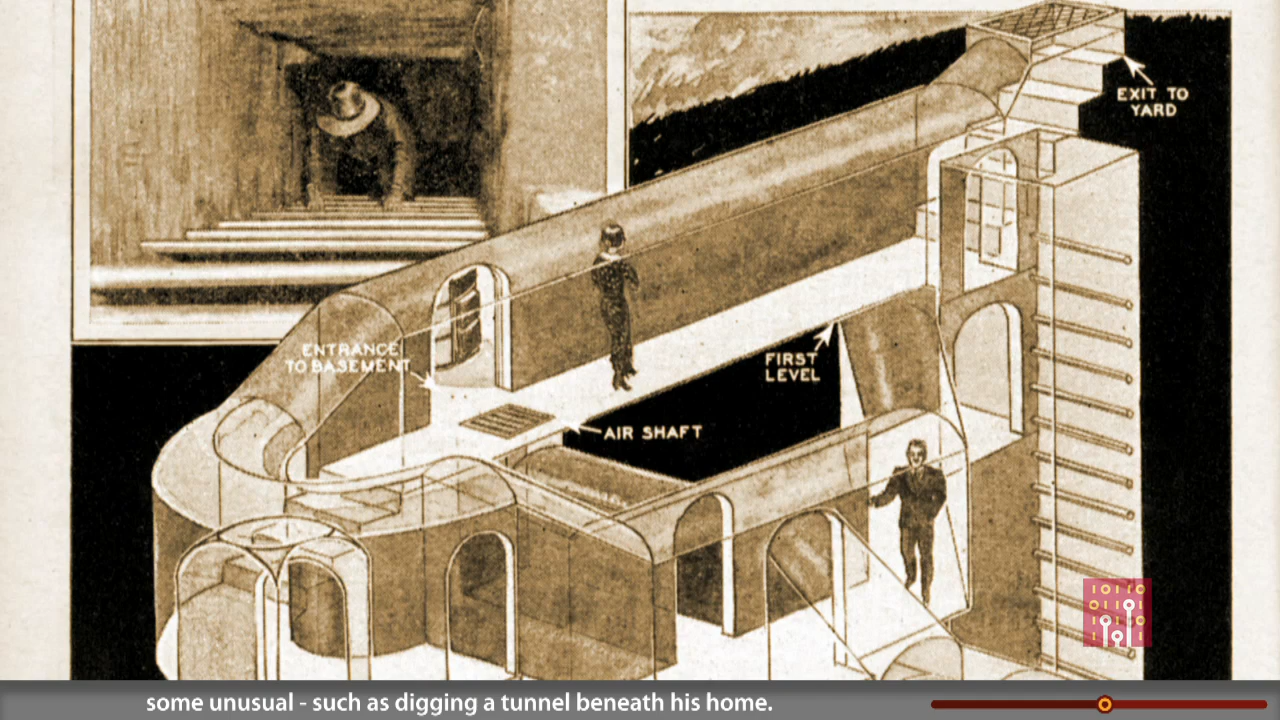 EXIT TO
YARD
ENTRANCE
TO BASEMENT
FIRST
LEVEL
AIR SHAFT
some unusual - such as digging a tunnel beneath his home.